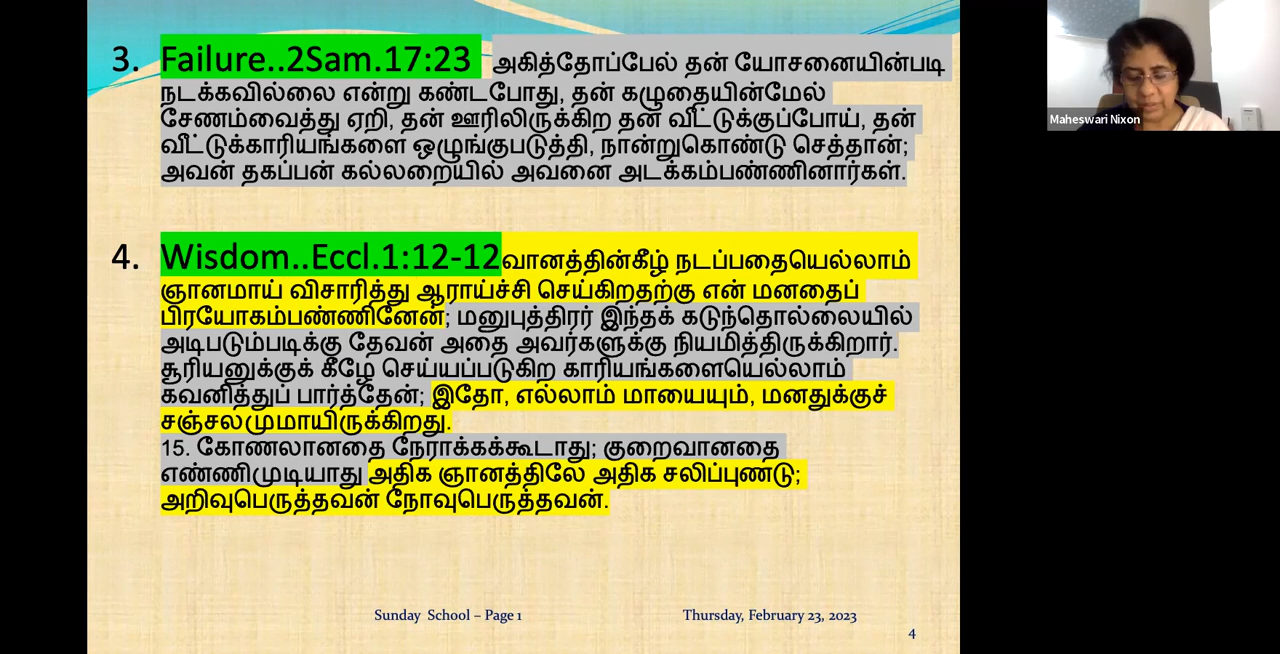 3. Failure..2Sam.17:23 அகித்தோப்பேல் தன் யோசனையின்படி
நடக்கவில்லை என்று கண்டபோது, தன் கழுதையின்மேல்
சேணம்வைத்து ஏறி, தன் ஊரிலிருக்கிற தன் வீட்டுக்குப்போய், தன்
வீட்டுக்காரியங்களை ஒழுங்குபடுத்தி, நான்றுகொண்டு செத்தான்;
அவன் தகப்பன் கல்லறையில் அவனை அடக்கம்பண்ணினார்கள்.
4. Wisdom..Eccl.1:12-12வானத்தின்கீழ் நடப்பதையெல்லாம்
ஞானமாய் விசாரித்து ஆராய்ச்சி செய்கிறதற்கு என் மனதைப்
பிரயோகம்பண்ணினேன்; மனுபுத்திரர் இந்தக் கடுந்தொல்லையில்
அடிபடும்படிக்கு தேவன் அதை அவர்களுக்கு நியமித்திருக்கிறார்.
சூரியனுக்குக் கீழே செய்யப்படுகிற காரியங்களையெல்லாம்
கவனித்துப் பார்த்தேன்; இதோ, எல்லாம் மாயையும், மனதுக்குச்
சஞ்சலமுமாயிருக்கிறது.
15. கோணலானதை நேராக்கக்கூடாது; குறைவானதை
எண்ணிமுடியாது அதிக ஞானத்திலே அதிக சலிப்புண்டு;
அறிவுபெருத்தவன் நோவுபெருத்தவன்.
Sunday School – Page 1
Thursday, February 23, 2023
4
Maheswari Nixon